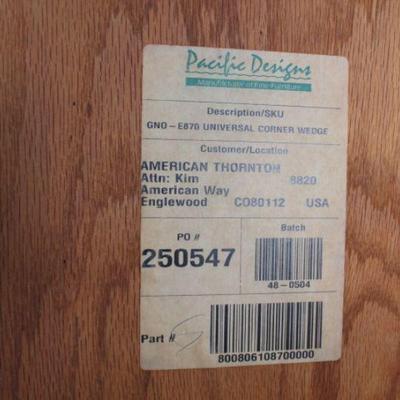 Pacific Designs
Manufacturer of Fine Furniture
Description/SKU
GNO - E870 UNIVERSAL CORNER WEDGE
Customer/Location
AMERICAN THORNTON
Attn: Kim 8820
American Way
Englewood CO80112 USA
PO # Batch
250547
48-0504
Part #
800806108700000